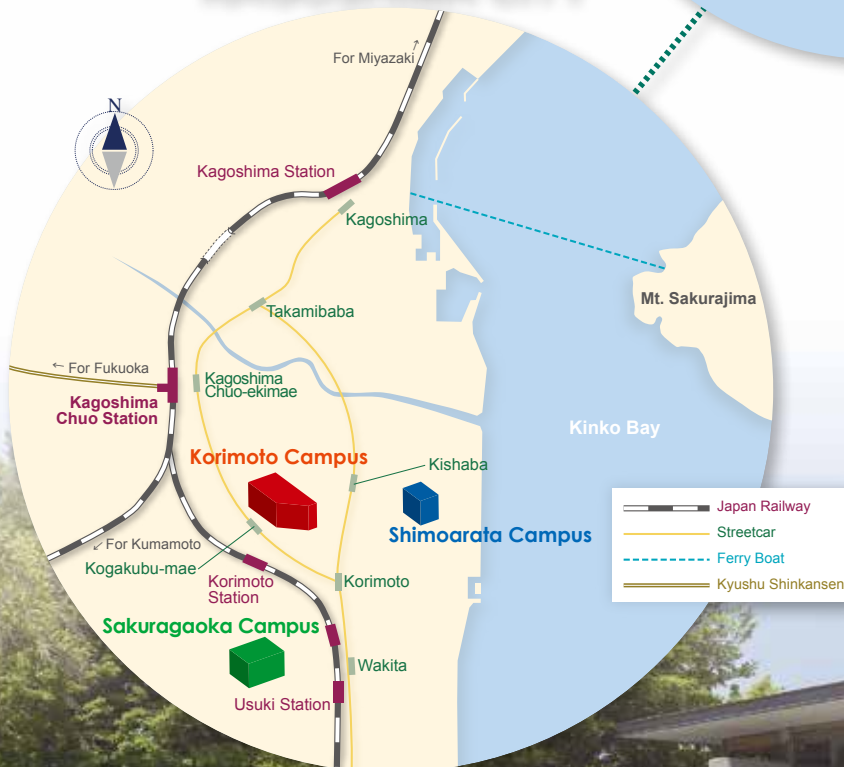 For Miyazaki
N
Kagoshima Station
Kagoshima
Takamibaba
Mt. Sakurajima
← For Fukuoka
Kagoshima
Chuo-ekimae
Kagoshima
Chuo Station
Kinko Bay
Korimoto Campus
Kishaba
Shimoarata Campus
Japan Railway
Streetcar
Ferry Boat
Kyushu Shinkansen
↙ For Kumamoto
Kogakubu-mae
Korimoto
Station
Korimoto
Sakuragaoka Campus
Wakita
Usuki Station